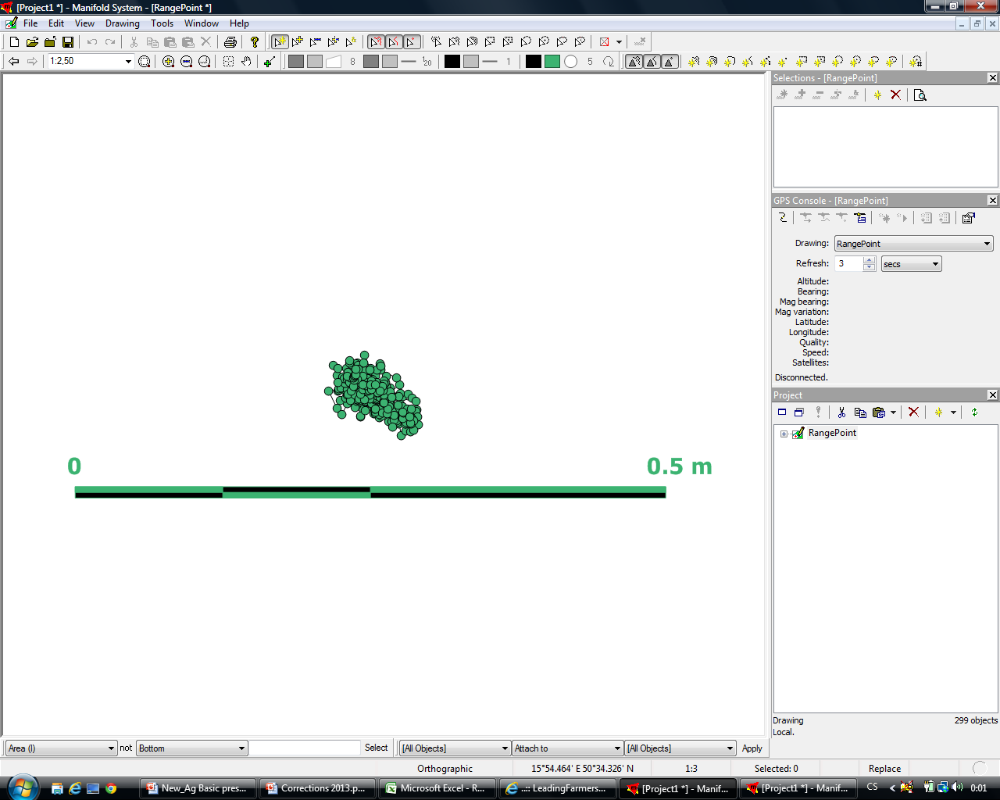 [Project1 *] - Manifold System - [RangePoint *]
File Edit View Drawing Tools Window Help
1:2,50 8 20 1 5
Selections - [RangePoint]
GPS Console - [RangePoint]
Drawing: RangePoint
Refresh: 3 secs
Altitude:
Bearing:
Mag bearing:
Mag variation:
Latitude:
Longitude:
Quality:
Speed:
Satellites:
Disconnected.
Project
RangePoint
0 0.5 m
Drawing 299 objects
Local.
Area (I) not Bottom Select [All Objects] Attach to [All Objects] Apply
Orthographic 15°54.464' E 50°34.326' N 1:3 Selected: 0 Replace
New_Ag Basic pres... Corrections 2013.p... Microsoft Excel - R... ..:: LeadingFarmers... [Project1 *] - Manif... [Project1 *] - Manif... CS 0:01